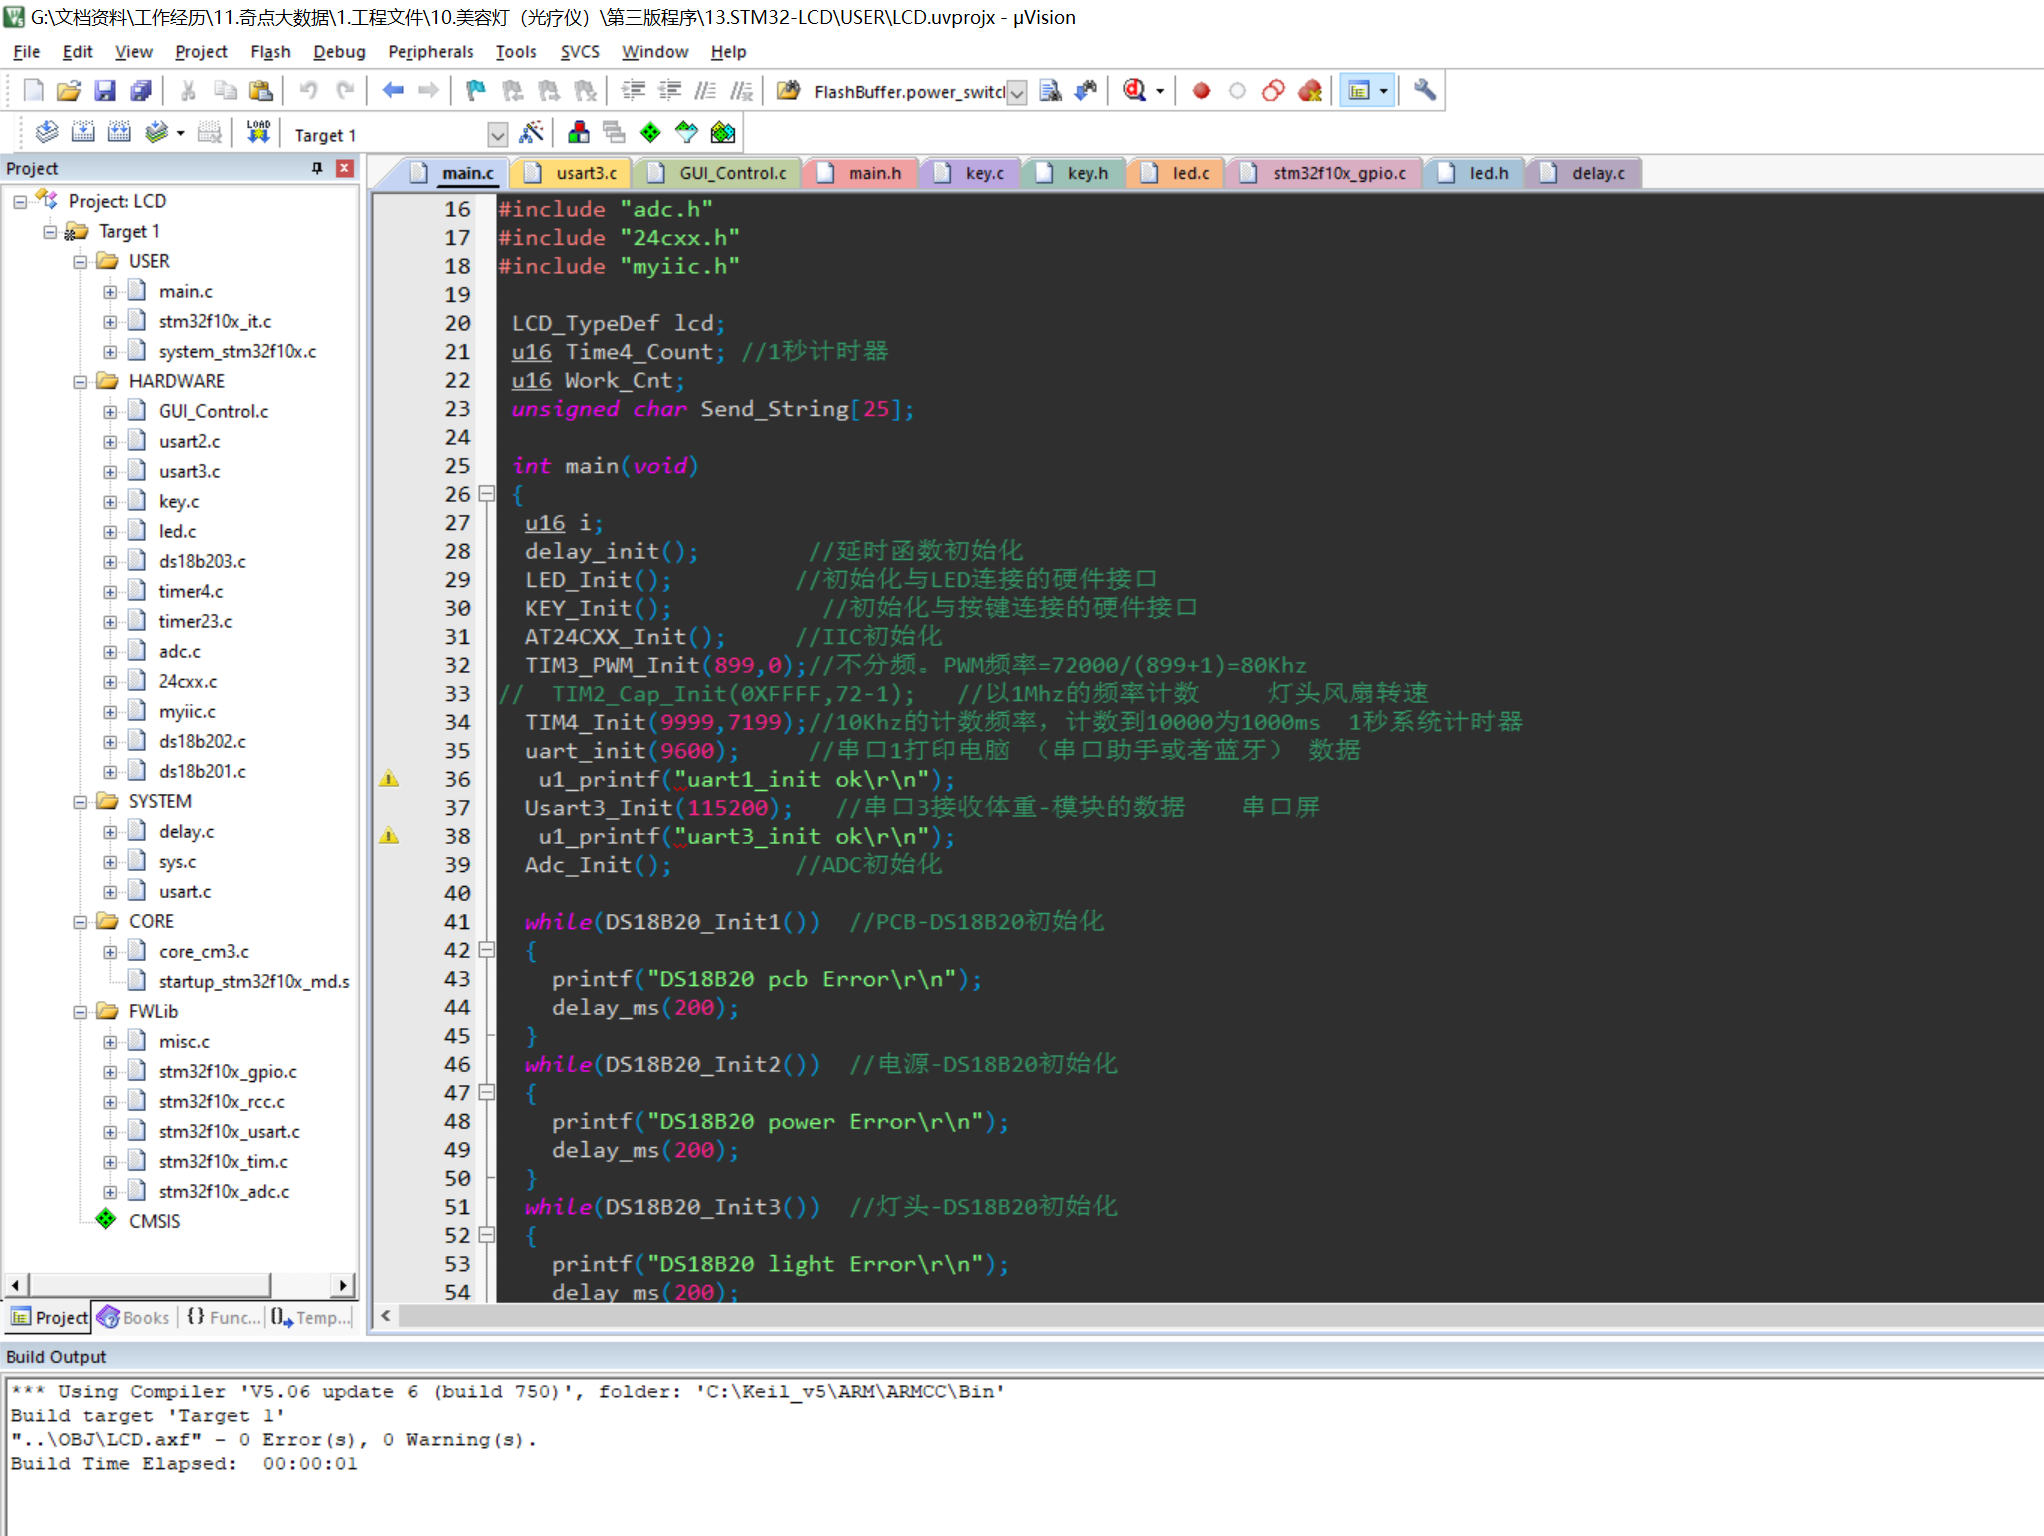 G:\文档资料\工作经历\11.奇点大数据\1.工程文件\10.美容灯（光疗仪）\第三版程序\13.STM32-LCD\USER\LCD.uvprojx - µVision
File Edit View Project Flash Debug Peripherals Tools SVCS Window Help
FlashBuffer.power_switcl
LOAD Target 1
Project
main.c usart3.c GUI_Control.c main.h key.c key.h led.c stm32f10x_gpio.c led.h delay.c
Project: LCD
Target 1
USER
main.c
stm32f10x_it.c
system_stm32f10x.c
HARDWARE
GUI_Control.c
usart2.c
usart3.c
key.c
led.c
ds18b203.c
timer4.c
timer23.c
adc.c
24cxx.c
myiic.c
ds18b202.c
ds18b201.c
SYSTEM
delay.c
sys.c
usart.c
CORE
core_cm3.c
startup_stm32f10x_md.s
FWLib
misc.c
stm32f10x_gpio.c
stm32f10x_rcc.c
stm32f10x_usart.c
stm32f10x_tim.c
stm32f10x_adc.c
CMSIS
Project Books {} Func... Temp...
16 #include "adc.h"
17 #include "24cxx.h"
18 #include "myiic.h"
19
20 LCD_TypeDef lcd;
21 u16 Time4_Count; //1秒计时器
22 u16 Work_Cnt;
23 unsigned char Send_String[25];
24
25 int main(void)
26 {
27 u16 i;
28 delay_init(); //延时函数初始化
29 LED_Init(); //初始化与LED连接的硬件接口
30 KEY_Init(); //初始化与按键连接的硬件接口
31 AT24CXX_Init(); //IIC初始化
32 TIM3_PWM_Init(899,0);//不分频。PWM频率=72000/(899+1)=80Khz
33 // TIM2_Cap_Init(0XFFFF,72-1); //以1Mhz的频率计数 灯头风扇转速
34 TIM4_Init(9999,7199);//10Khz的计数频率，计数到10000为1000ms 1秒系统计时器
35 uart_init(9600); //串口1打印电脑 （串口助手或者蓝牙） 数据
36 u1_printf("uart1_init ok\r\n");
37 Usart3_Init(115200); //串口3接收体重-模块的数据 串口屏
38 u1_printf("uart3_init ok\r\n");
39 Adc_Init(); //ADC初始化
40
41 while(DS18B20_Init1()) //PCB-DS18B20初始化
42 {
43 printf("DS18B20 pcb Error\r\n");
44 delay_ms(200);
45 }
46 while(DS18B20_Init2()) //电源-DS18B20初始化
47 {
48 printf("DS18B20 power Error\r\n");
49 delay_ms(200);
50 }
51 while(DS18B20_Init3()) //灯头-DS18B20初始化
52 {
53 printf("DS18B20 light Error\r\n");
54 delay_ms(200);
Build Output
*** Using Compiler 'V5.06 update 6 (build 750)', folder: 'C:\Keil_v5\ARM\ARMCC\Bin'
Build target 'Target 1'
"..\OBJ\LCD.axf" - 0 Error(s), 0 Warning(s).
Build Time Elapsed: 00:00:01